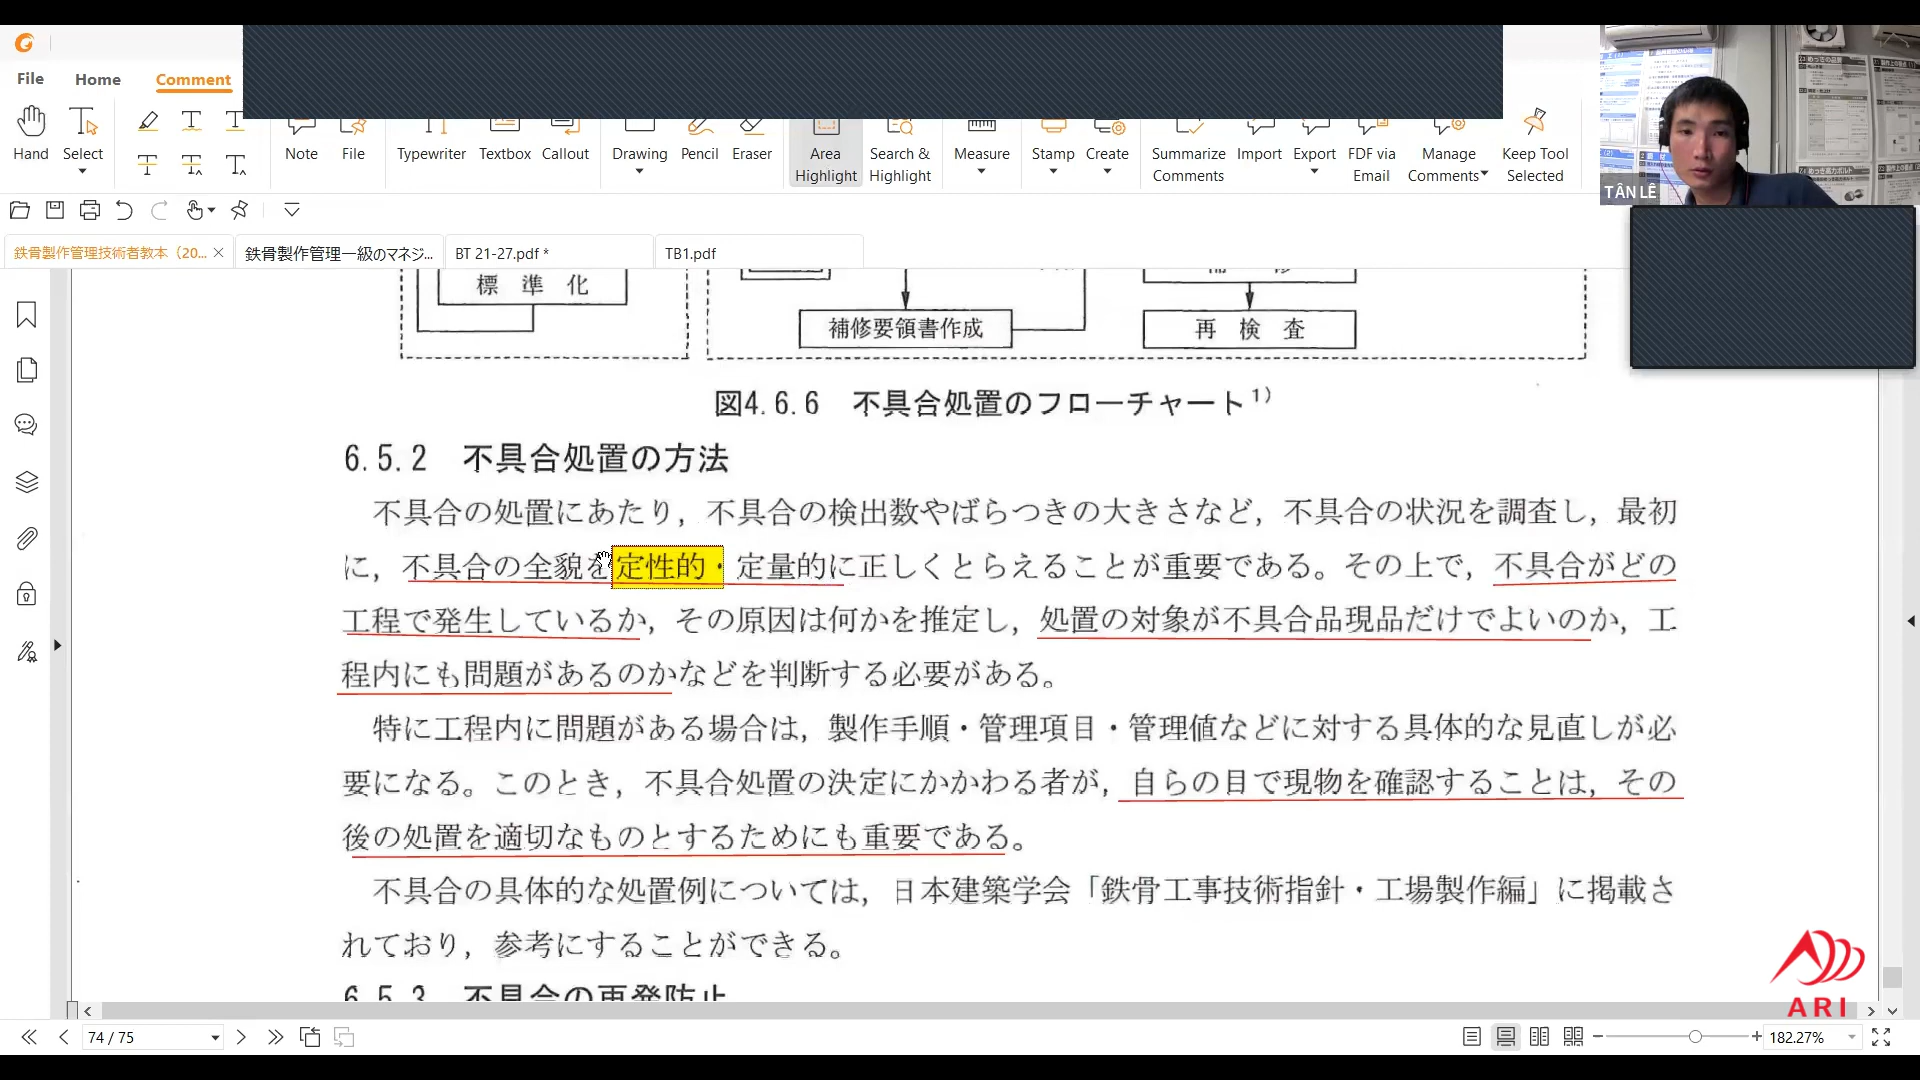 File Home Comment
Hand Select Note File Typewriter Textbox Callout Drawing Pencil Eraser Area Highlight Search & Highlight Measure Stamp Create Summarize Comments Import Export FDF via Email Manage Comments Keep Tool Selected
TÂN LÊ
鉄骨製作管理技術者教本（20... 鉄骨製作管理一級のマネジ... BT 21-27.pdf * TB1.pdf
標 準 化
補修要領書作成
再 検 査
図4.6.6 不具合処置のフローチャート1)
6.5.2 不具合処置の方法
不具合の処置にあたり，不具合の検出数やばらつきの大きさなど，不具合の状況を調査し，最初
に，不具合の全貌を定性的・定量的に正しくとらえることが重要である。その上で，不具合がどの
工程で発生しているか，その原因は何かを推定し，処置の対象が不具合品現品だけでよいのか，工
程内にも問題があるのかなどを判断する必要がある。
特に工程内に問題がある場合は，製作手順・管理項目・管理値などに対する具体的な見直しが必
要になる。このとき，不具合処置の決定にかかわる者が，自らの目で現物を確認することは，その
後の処置を適切なものとするためにも重要である。
不具合の具体的な処置例については，日本建築学会「鉄骨工事技術指針・工場製作編」に掲載さ
れており，参考にすることができる。
6.5.3 不具合の再発防止
ARI
74 / 75
182.27%